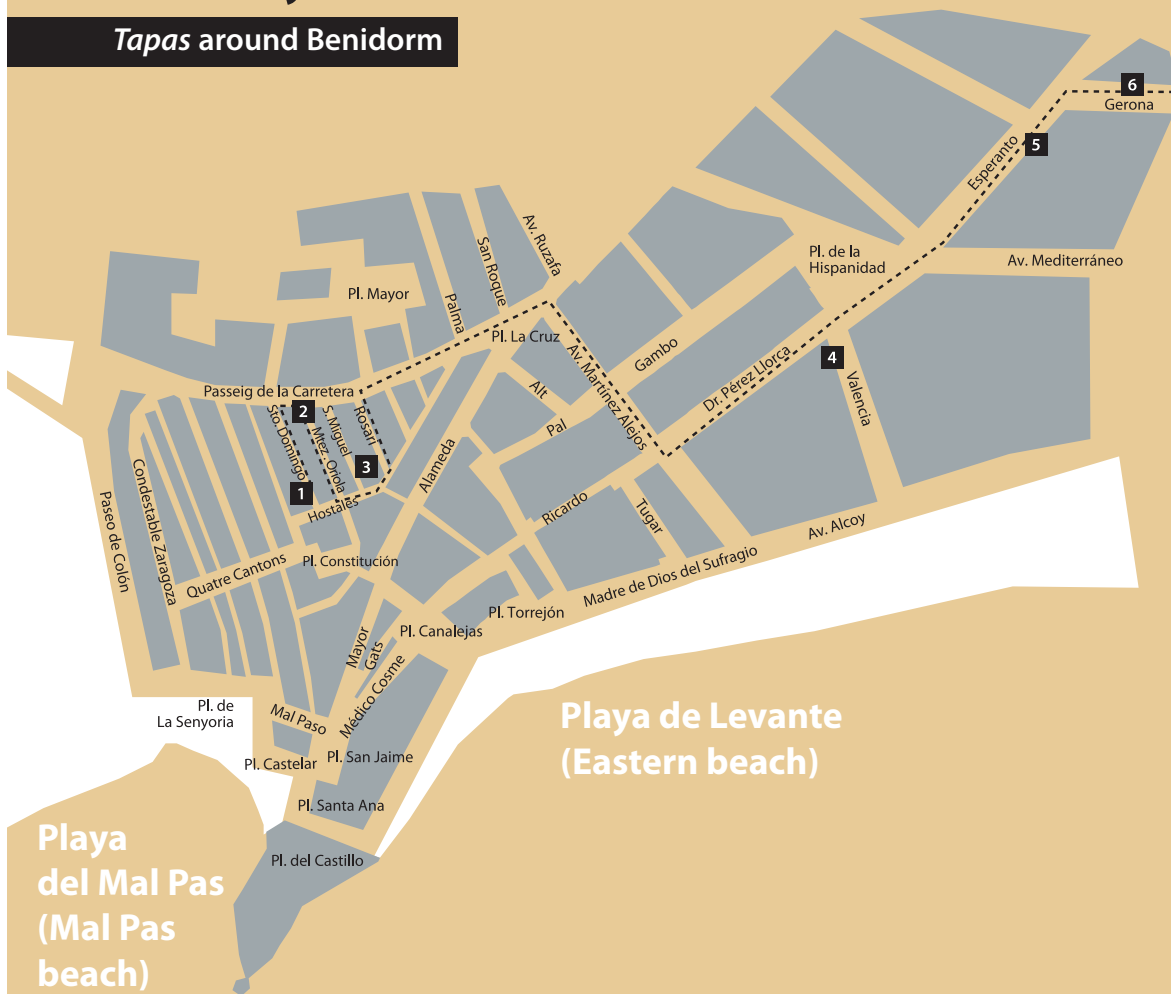 Tapas around Benidorm
6
Gerona
5
Esperanto
Av. Ruzafa
San Roque
Pl. de la
Hispanidad
Av. Mediterráneo
Pl. Mayor
Palma
Pl. La Cruz
Av. Martínez Alejos
Gambo
Dr. Pérez Llorca
4
Valencia
Alt
Pal
Passeig de la Carretera
2
Sto. Domingo
Mtez. Oriola
S. Miguel
Rosari
3
1
Hostales
Alameda
Ricardo
Tugar
Av. Alcoy
Paseo de Colón
Condestable Zaragoza
Quatre Cantons
Pl. Constitución
Madre de Dios del Sufragio
Pl. Torrejón
Pl. Canalejas
Mayor
Gats
Médico Cosme
Pl. de
La Senyoria
Mal Paso
Pl. Castelar
Pl. San Jaime
Pl. Santa Ana
Pl. del Castillo
Playa de Levante
(Eastern beach)
Playa
del Mal Pas
(Mal Pas
beach)